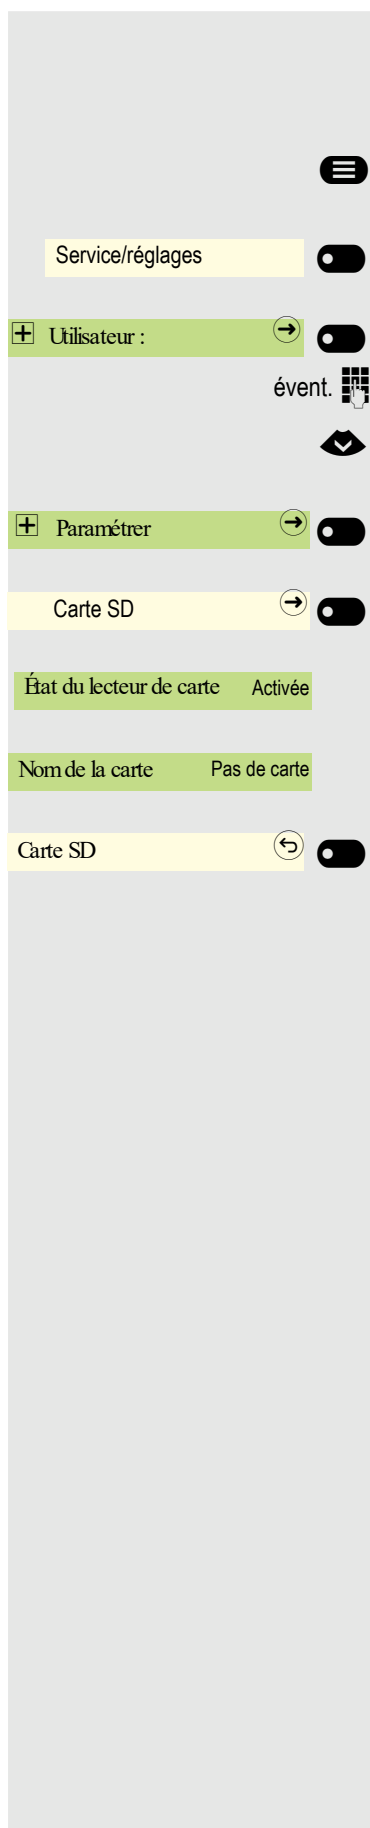 Service/réglages
Utilisateur :
évent.
Paramétrer
Carte SD
État du lecteur de carte Activée
Nom de la carte Pas de carte
Carte SD